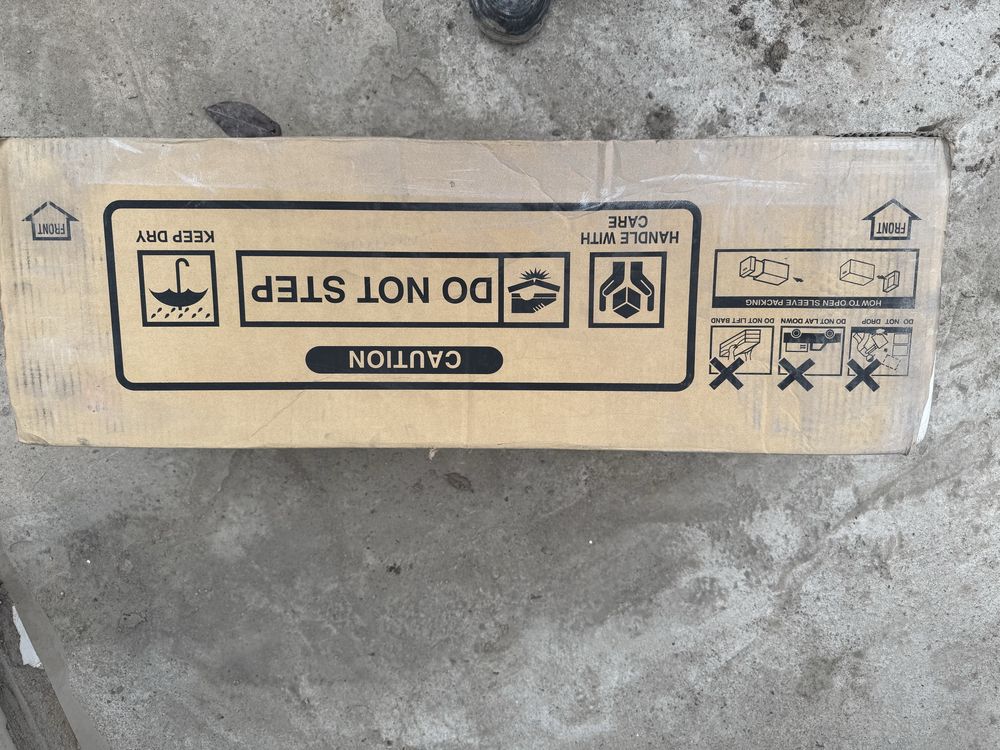 CAUTION
DO NOT STEP
HANDLE WITH
CARE
KEEP DRY
DO NOT DROP
DO NOT LAY DOWN
DO NOT LIFT BAND
HOW TO OPEN SLEEVE PACKING
FRONT
FRONT